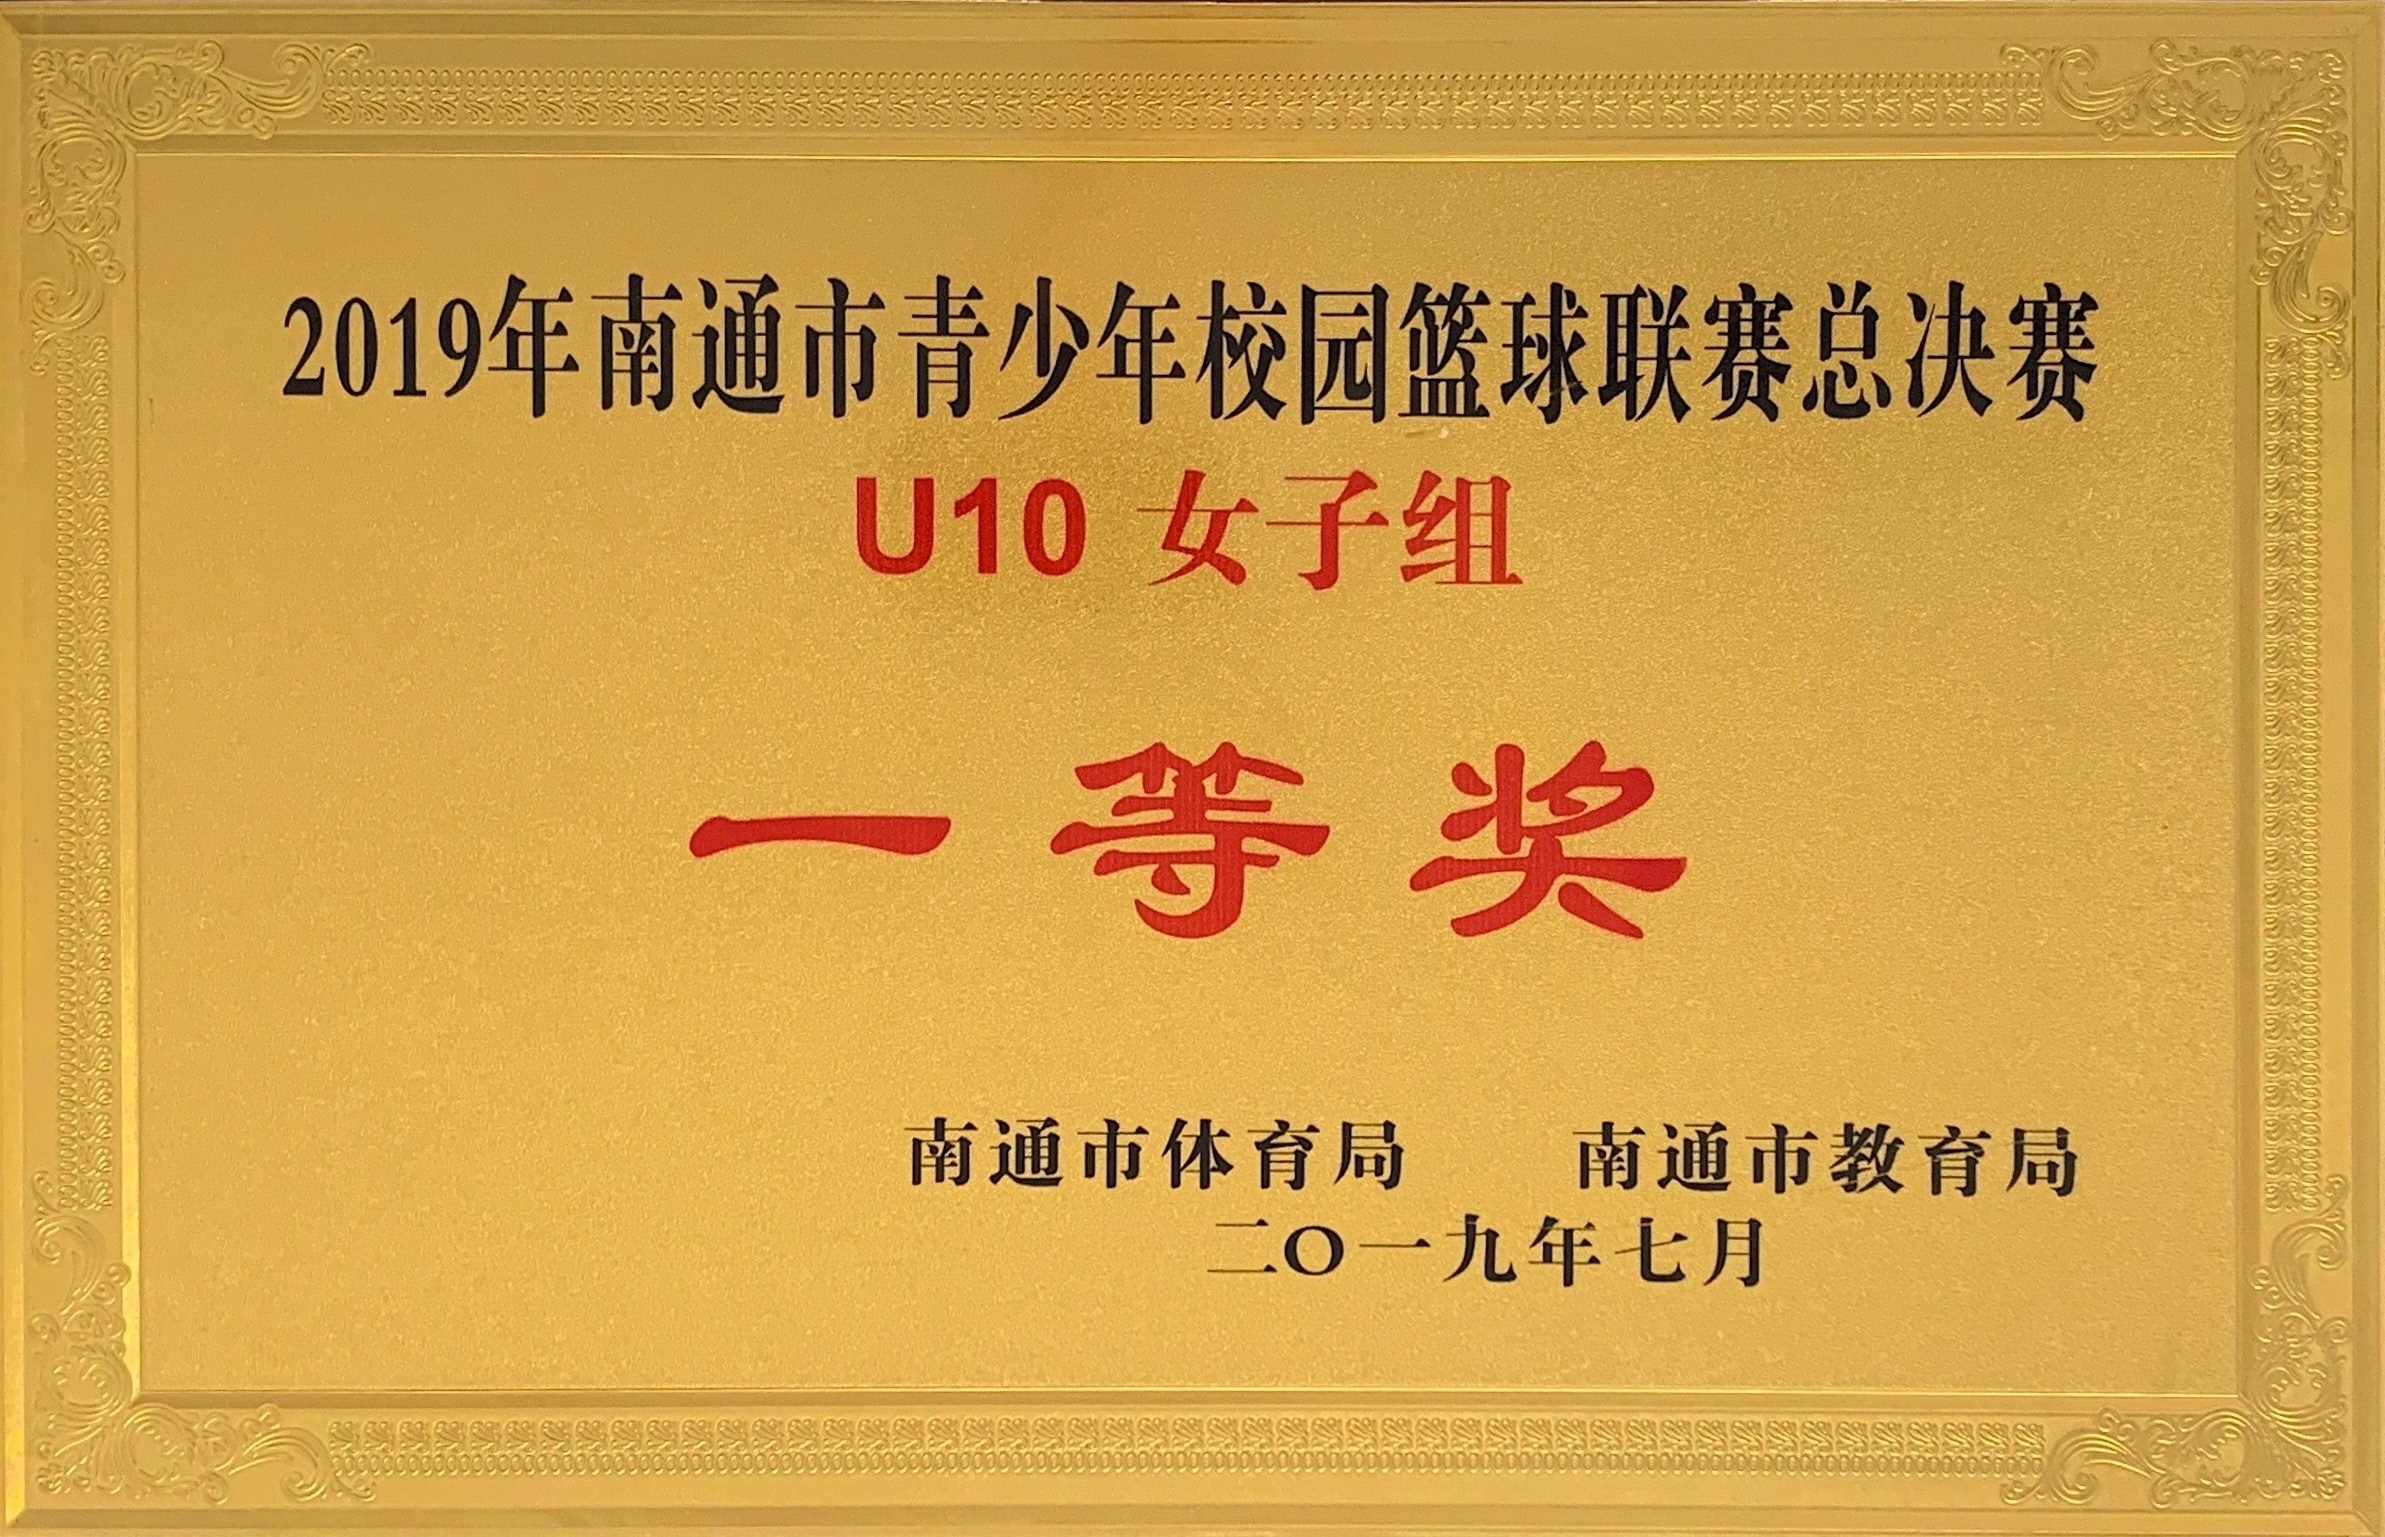 2019年南通市青少年校园篮球联赛总决赛
U10 女子组
一等奖
南通市体育局 南通市教育局
二〇一九年七月